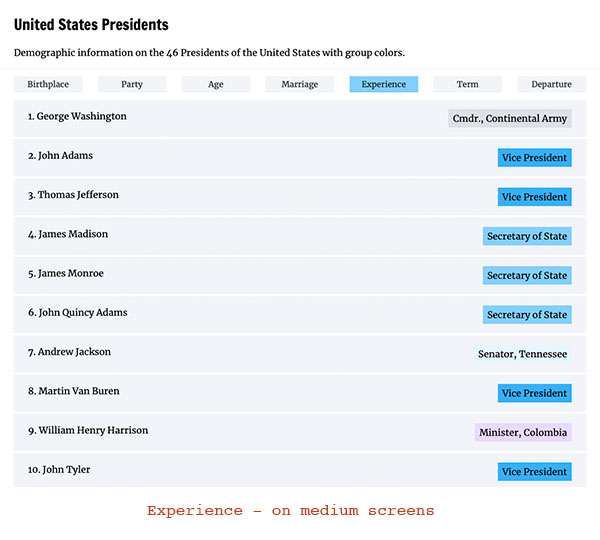 United States Presidents
Demographic information on the 46 Presidents of the United States with group colors.
Birthplace Party Age Marriage Experience Term Departure
1. George Washington Cmdr., Continental Army
2. John Adams Vice President
3. Thomas Jefferson Vice President
4. James Madison Secretary of State
5. James Monroe Secretary of State
6. John Quincy Adams Secretary of State
7. Andrew Jackson Senator, Tennessee
8. Martin Van Buren Vice President
9. William Henry Harrison Minister, Colombia
10. John Tyler Vice President
Experience – on medium screens